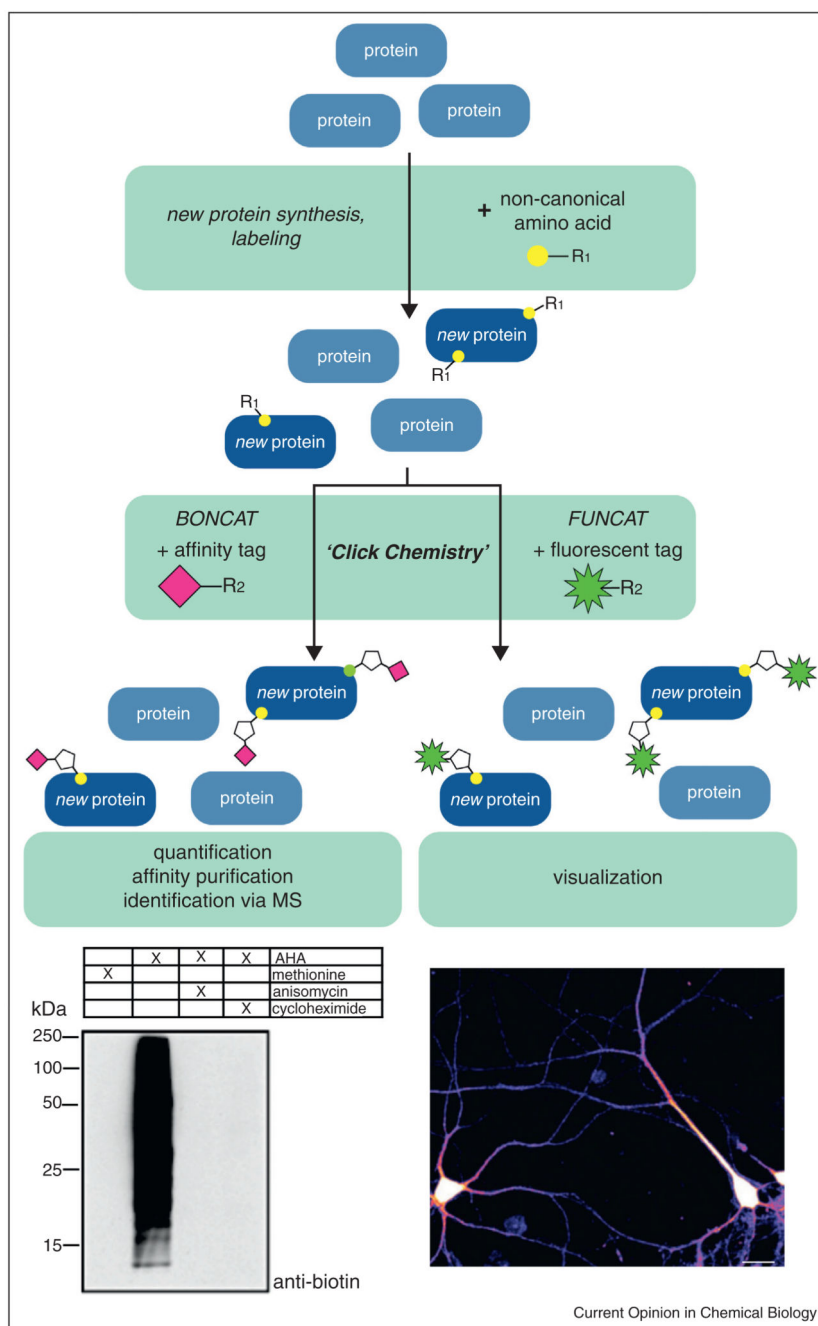 protein
protein
protein
new protein synthesis,
labeling
+ non-canonical
amino acid
R1
R1
new protein
protein
R1
R1
new protein
protein
BONCAT
+ affinity tag
R2
'Click Chemistry'
FUNCAT
+ fluorescent tag
R2
new protein
protein
new protein
protein
new protein
protein
new protein
protein
quantification
affinity purification
identification via MS
visualization
X X X AHA
X methionine
X anisomycin
X cycloheximide
kDa
250
100
50
25
15
anti-biotin
Current Opinion in Chemical Biology